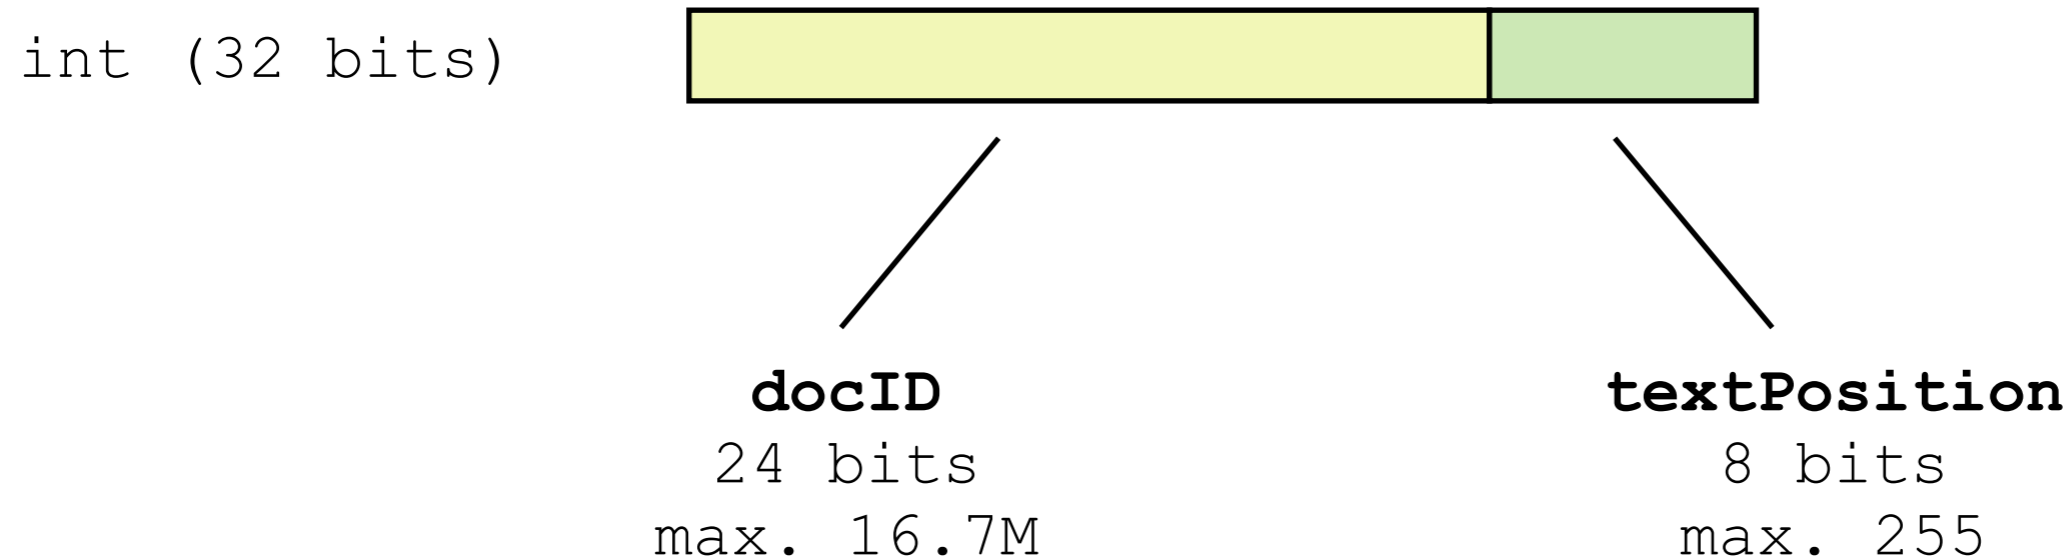 int (32 bits)
docID
24 bits
max. 16.7M
textPosition
8 bits
max. 255